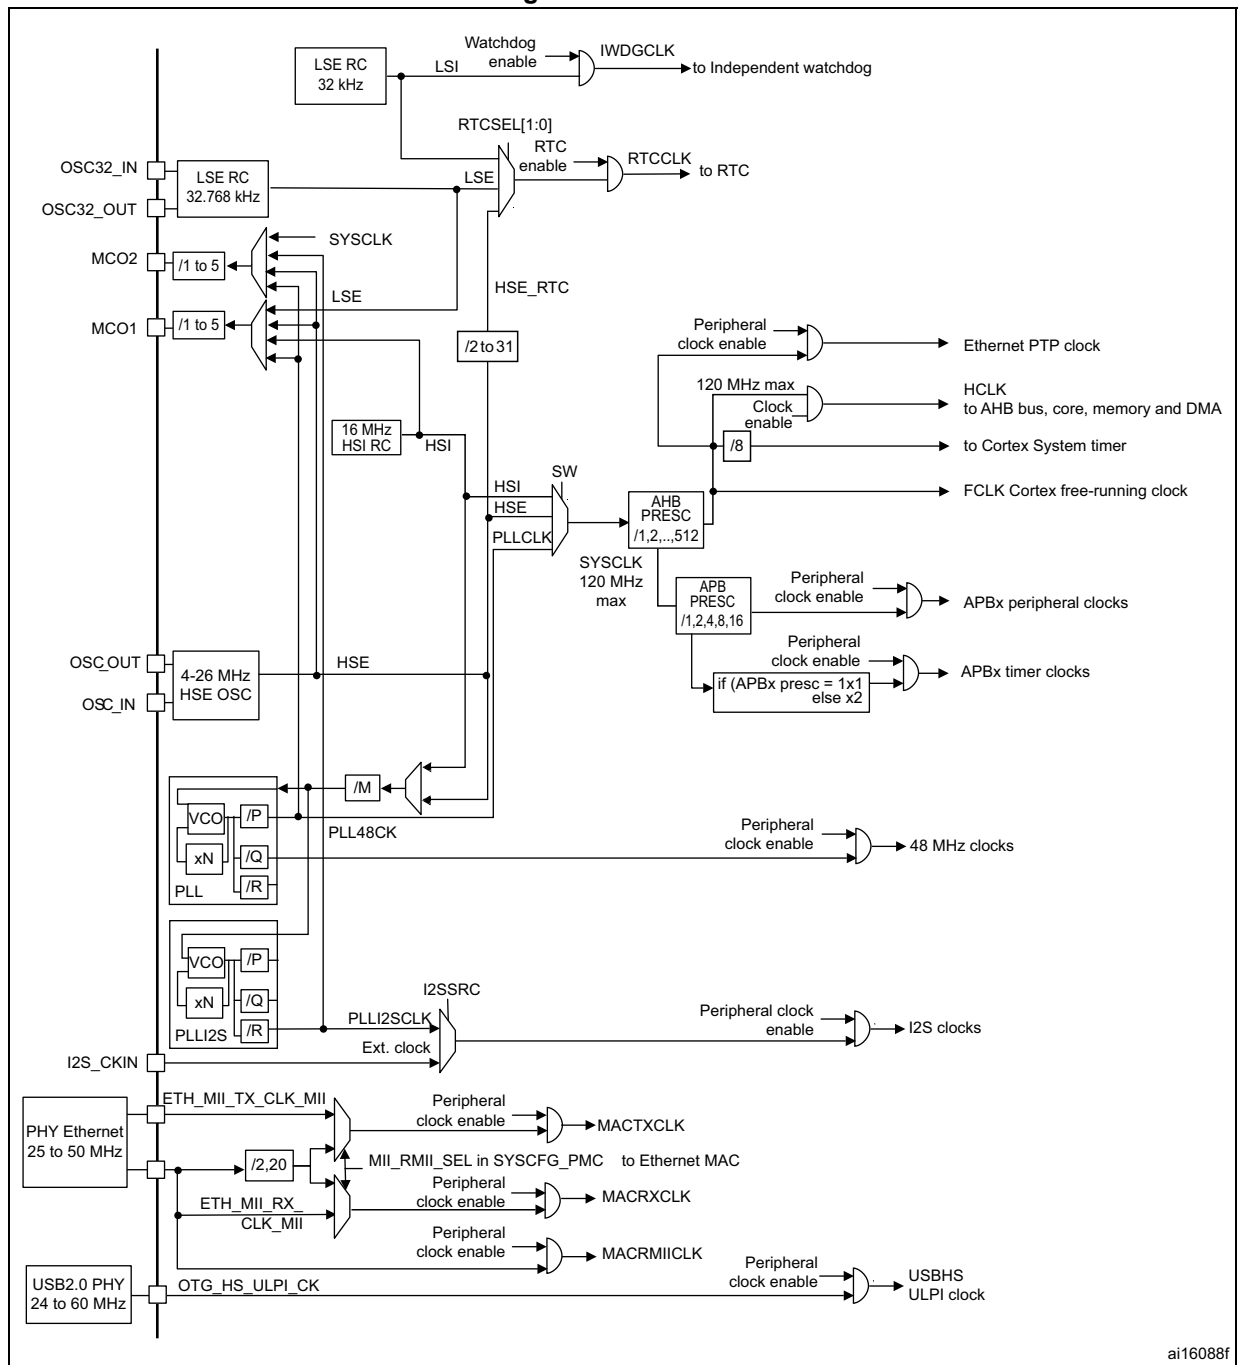 Watchdog
enable
IWDGCLK
to Independent watchdog
LSE RC
32 kHz
LSI
RTCSEL[1:0]
RTC
enable
RTCCLK
to RTC
OSC32_IN
OSC32_OUT
LSE RC
32.768 kHz
LSE
MCO2
/1 to 5
SYSCLK
HSE_RTC
LSE
MCO1
/1 to 5
/2 to 31
Peripheral
clock enable
Ethernet PTP clock
120 MHz max
Clock
enable
HCLK
to AHB bus, core, memory and DMA
/8
to Cortex System timer
16 MHz
HSI RC
HSI
SW
HSI
HSE
PLLCLK
AHB
PRESC
/1,2,..,512
FCLK Cortex free-running clock
SYSCLK
120 MHz
max
APB
PRESC
/1,2,4,8,16
Peripheral
clock enable
APBx peripheral clocks
Peripheral
clock enable
APBx timer clocks
if (APBx presc = 1x1
else x2
OSC_OUT
OSC_IN
4-26 MHz
HSE OSC
HSE
/M
VCO
/P
xN
/Q
/R
PLL
PLL48CK
Peripheral
clock enable
48 MHz clocks
VCO
/P
xN
/Q
/R
PLLI2S
I2SSRC
PLLI2SCLK
Ext. clock
Peripheral clock
enable
I2S clocks
I2S_CKIN
PHY Ethernet
25 to 50 MHz
ETH_MII_TX_CLK_MII
Peripheral
clock enable
MACTXCLK
/2,20
MII_RMII_SEL in SYSCFG_PMC
to Ethernet MAC
ETH_MII_RX_
CLK_MII
Peripheral
clock enable
MACRXCLK
Peripheral
clock enable
MACRMIICLK
USB2.0 PHY
24 to 60 MHz
OTG_HS_ULPI_CK
Peripheral
clock enable
USBHS
ULPI clock
ai16088f